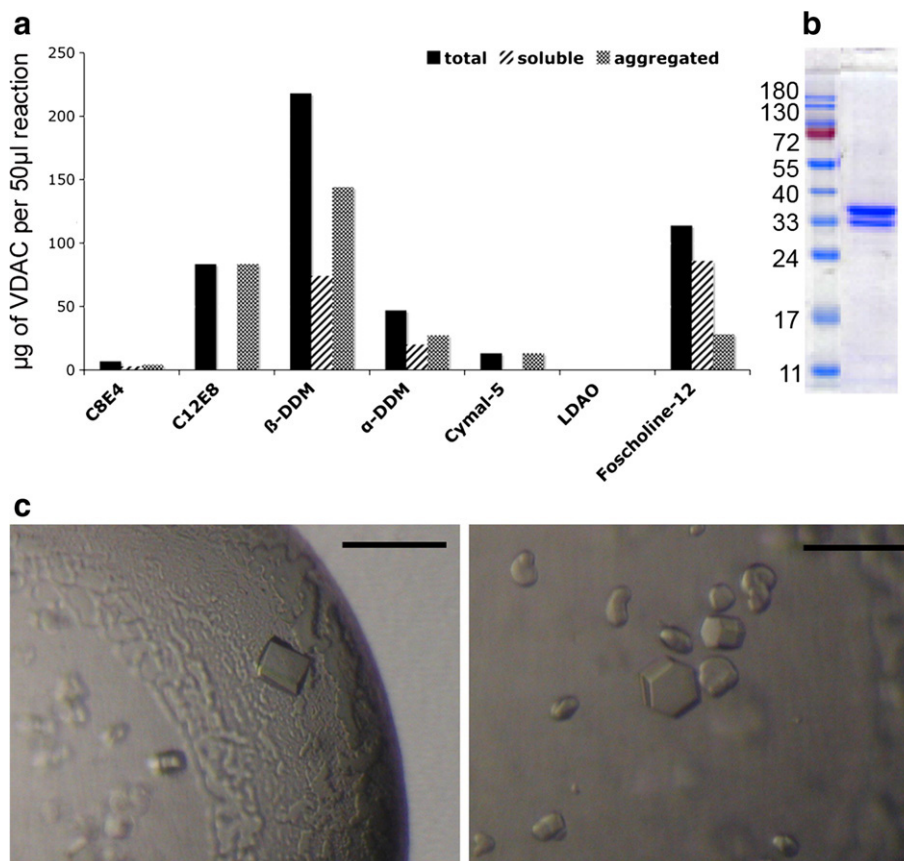 a
b
250
200
150
100
50
0
µg of VDAC per 50µl reaction
total soluble aggregated
C8E4
C12E8
ß-DDM
α-DDM
Cymal-5
LDAO
Foscholine-12
180
130
72
55
40
33
24
17
11
c